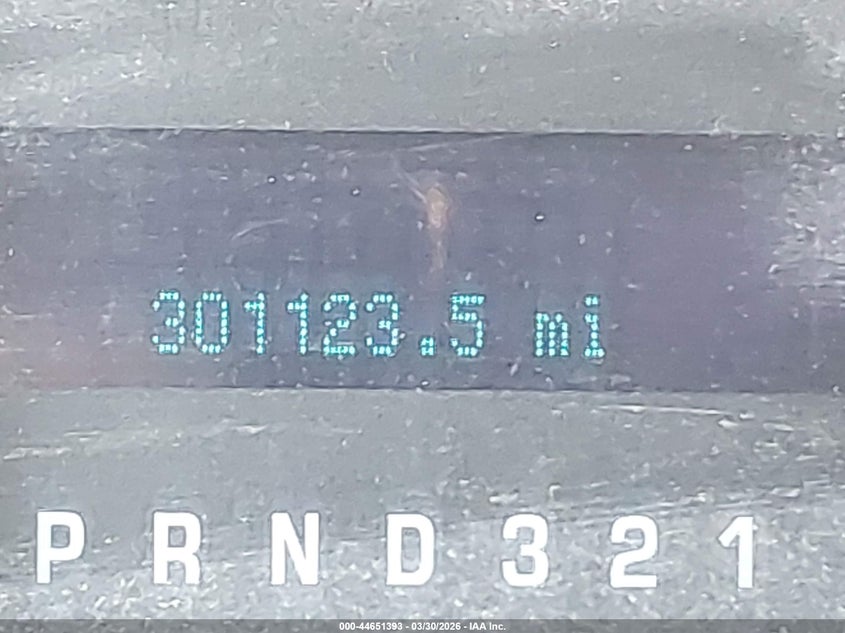 301123.5 mi
P R N D 3 2 1
000-44651393 - 03/30/2026 - IAA Inc.